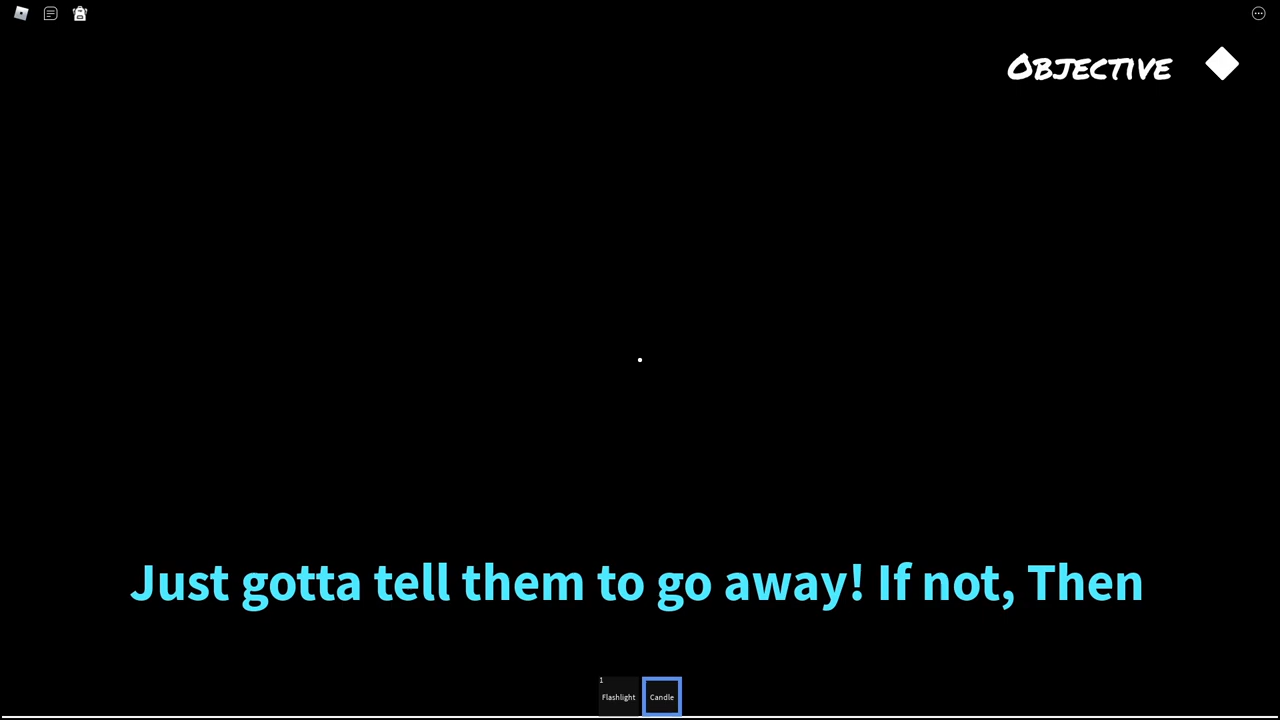 OBJECTIVE
Just gotta tell them to go away! If not, Then
1
Flashlight
Candle